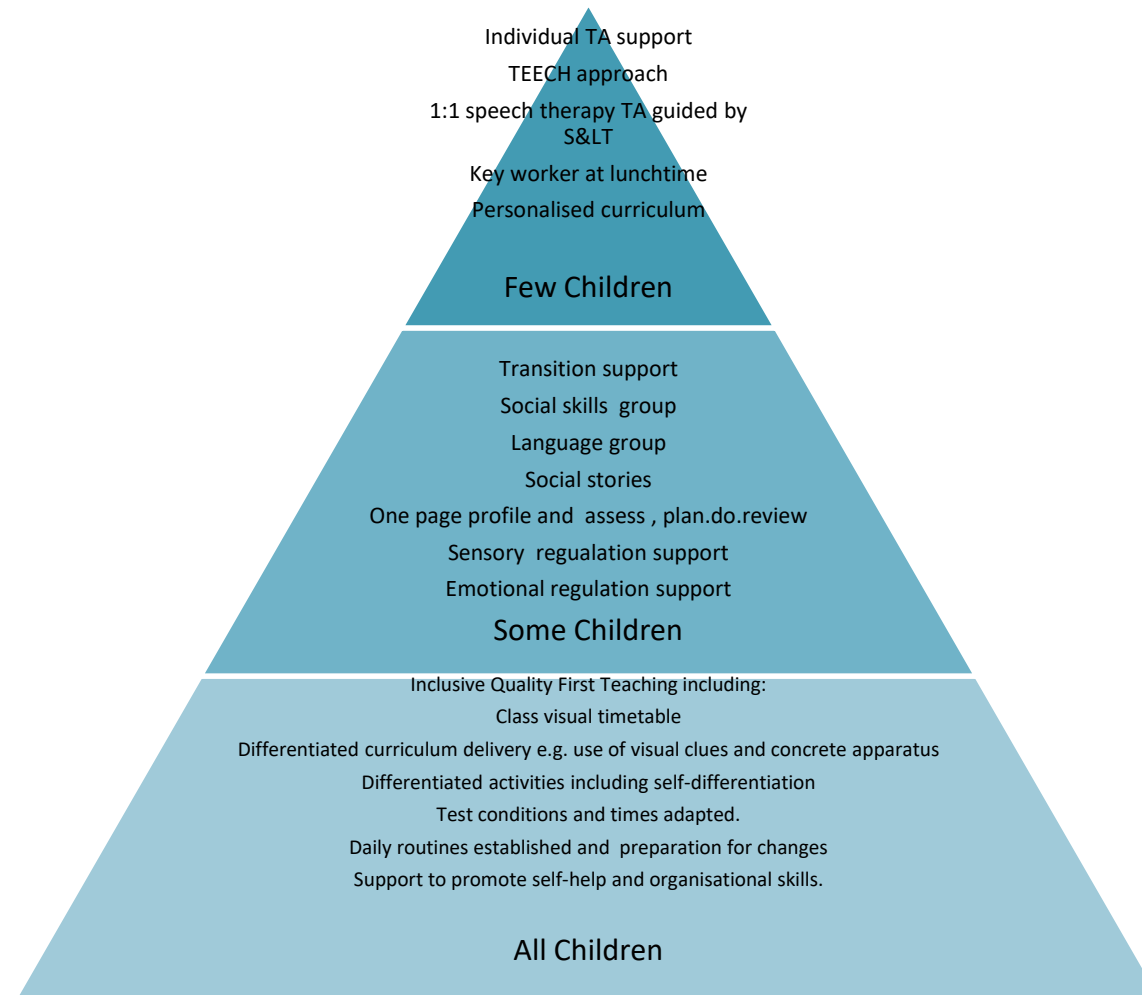 Individual TA support
TEECH approach
1:1 speech therapy TA guided by
S&LT
Key worker at lunchtime
Personalised curriculum
Few Children
Transition support
Social skills  group
Language group
Social stories
One page profile and  assess , plan.do.review
Sensory  regualation support
Emotional regulation support
Some Children
Inclusive Quality First Teaching including:
Class visual timetable
Differentiated curriculum delivery e.g. use of visual clues and concrete apparatus
Differentiated activities including self-differentiation
Test conditions and times adapted.
Daily routines established and  preparation for changes
Support to promote self-help and organisational skills.
All Children